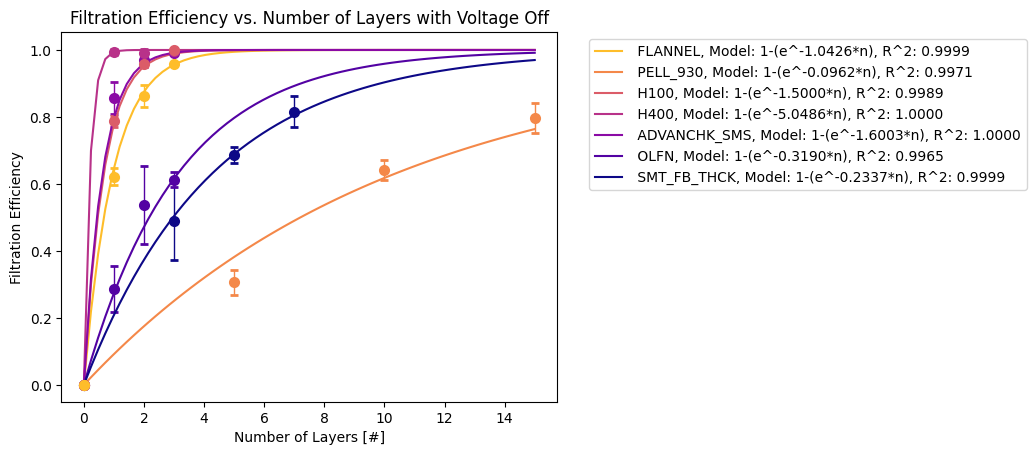 Filtration Efficiency vs. Number of Layers with Voltage Off
1.0
0.8
0.6
0.4
0.2
0.0
Filtration Efficiency
0 2 4 6 8 10 12 14
Number of Layers [#]
FLANNEL, Model: 1-(e^-1.0426*n), R^2: 0.9999
PELL_930, Model: 1-(e^-0.0962*n), R^2: 0.9971
H100, Model: 1-(e^-1.5000*n), R^2: 0.9989
H400, Model: 1-(e^-5.0486*n), R^2: 1.0000
ADVANCHK_SMS, Model: 1-(e^-1.6003*n), R^2: 1.0000
OLFN, Model: 1-(e^-0.3190*n), R^2: 0.9965
SMT_FB_THCK, Model: 1-(e^-0.2337*n), R^2: 0.9999